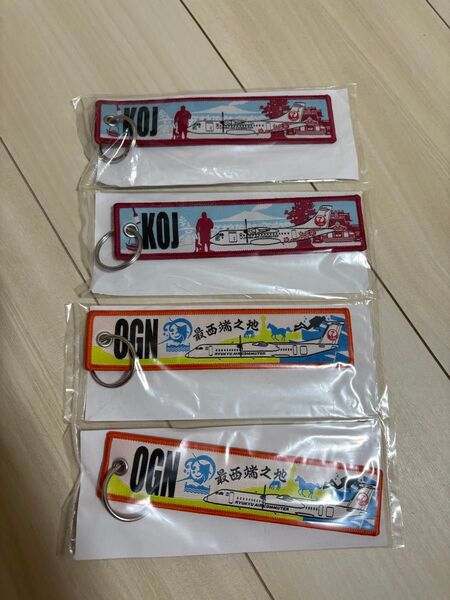 KOJ
KOJ
OGN
最西端之地
RYUKYU AIR COMMUTER
OGN
最西端之地
RYUKYU AIR COMMUTER